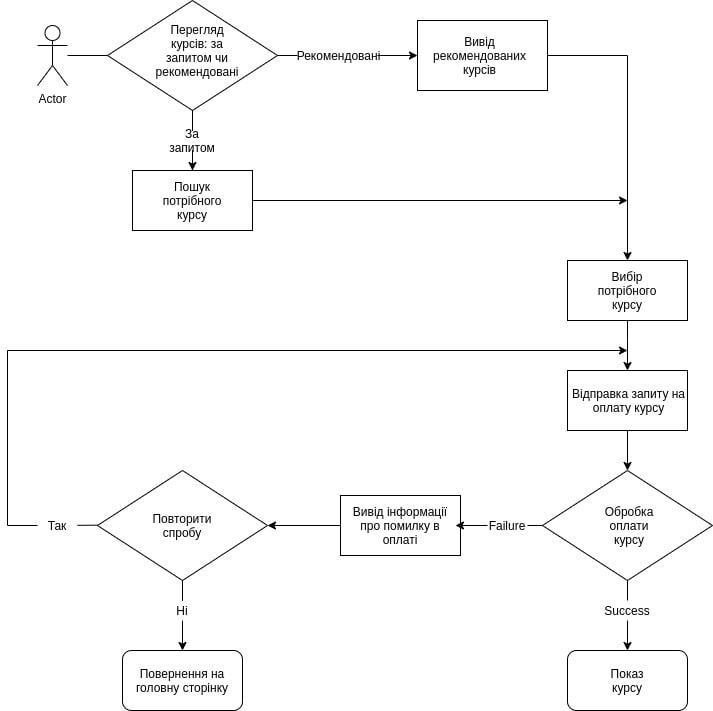 Перегляд
курсів: за
запитом чи
рекомендовані
Actor
Рекомендовані
Вивід
рекомендованих
курсів
За
запитом
Пошук
потрібного
курсу
Вибір
потрібного
курсу
Відправка запиту на
оплату курсу
Обробка
оплати
курсу
Failure
Вивід інформації
про помилку в
оплаті
Повторити
спробу
Так
Ні
Success
Повернення на
головну сторінку
Показ
курсу